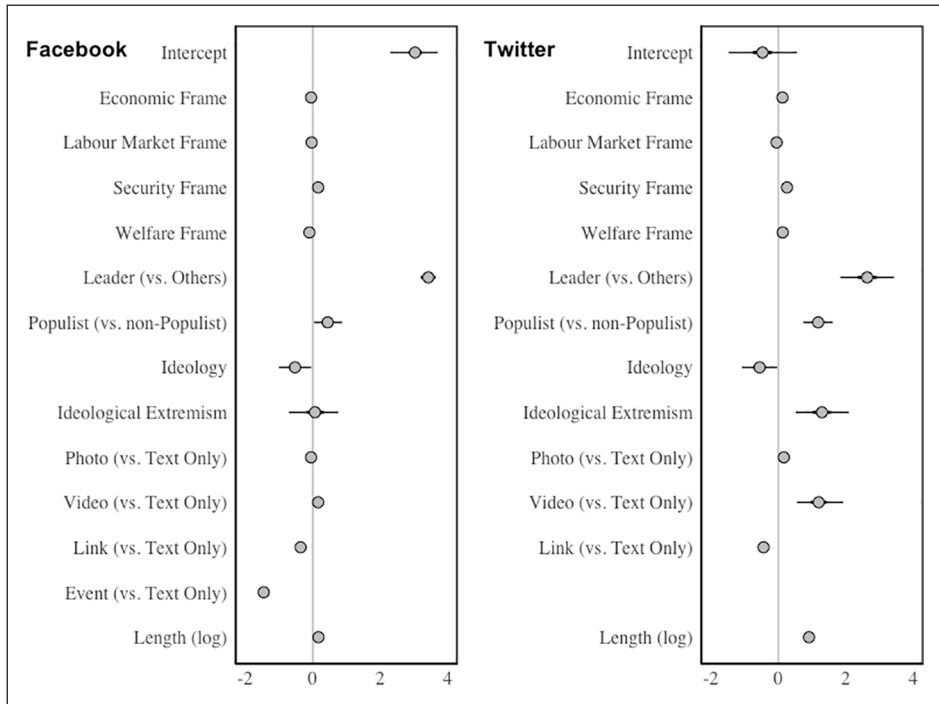 Facebook
Intercept
Economic Frame
Labour Market Frame
Security Frame
Welfare Frame
Leader (vs. Others)
Populist (vs. non-Populist)
Ideology
Ideological Extremism
Photo (vs. Text Only)
Video (vs. Text Only)
Link (vs. Text Only)
Event (vs. Text Only)
Length (log)
-2 0 2 4
Twitter
Intercept
Economic Frame
Labour Market Frame
Security Frame
Welfare Frame
Leader (vs. Others)
Populist (vs. non-Populist)
Ideology
Ideological Extremism
Photo (vs. Text Only)
Video (vs. Text Only)
Link (vs. Text Only)
Length (log)
-2 0 2 4